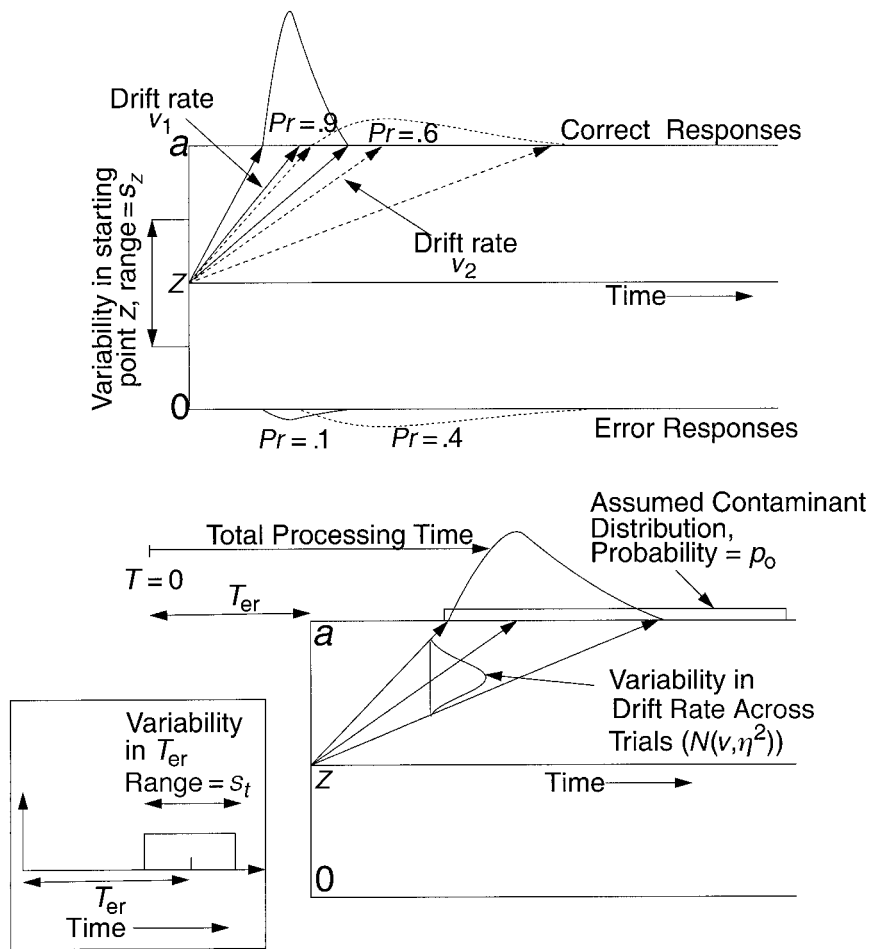 Drift rate
v1
Pr=.9
Pr=.6
a
Correct Responses
Variability in starting
point z, range=sz
Drift rate
v2
z
Time
0
Pr=.1
Pr=.4
Error Responses
Assumed Contaminant
Distribution,
Probability = po
Total Processing Time
T=0
Ter
a
Variability in
Drift Rate Across
Trials (N(v,η²))
z
Time
0
Variability
in Ter
Range = st
Ter
Time